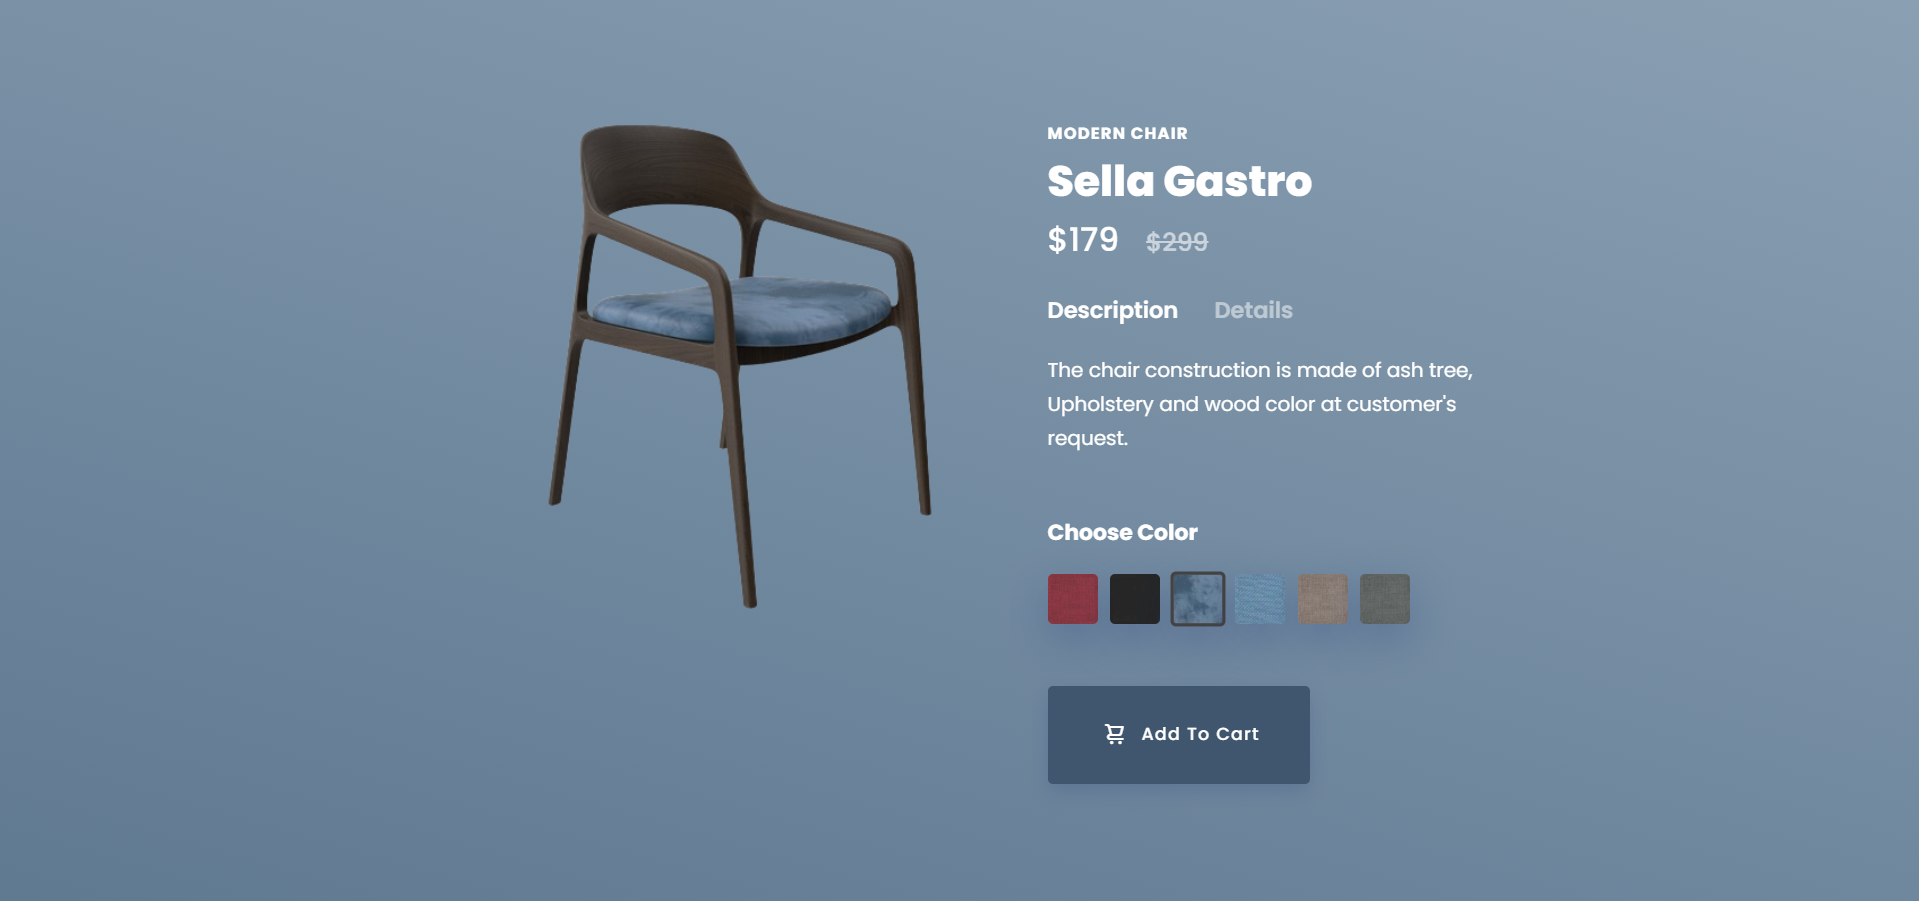 MODERN CHAIR
Sella Gastro
$179 $299
Description Details
The chair construction is made of ash tree,
Upholstery and wood color at customer's
request.
Choose Color
Add To Cart